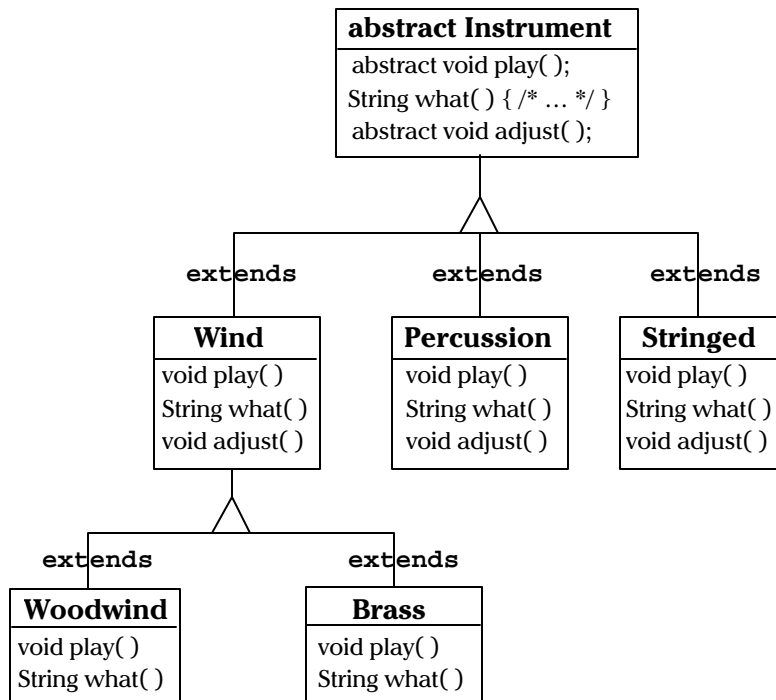 abstract Instrument
abstract void play( );
String what( ) { /* … */ }
abstract void adjust( );
extends
extends
extends
Wind
void play( )
String what( )
void adjust( )
Percussion
void play( )
String what( )
void adjust( )
Stringed
void play( )
String what( )
void adjust( )
extends
extends
Woodwind
void play( )
String what( )
Brass
void play( )
String what( )